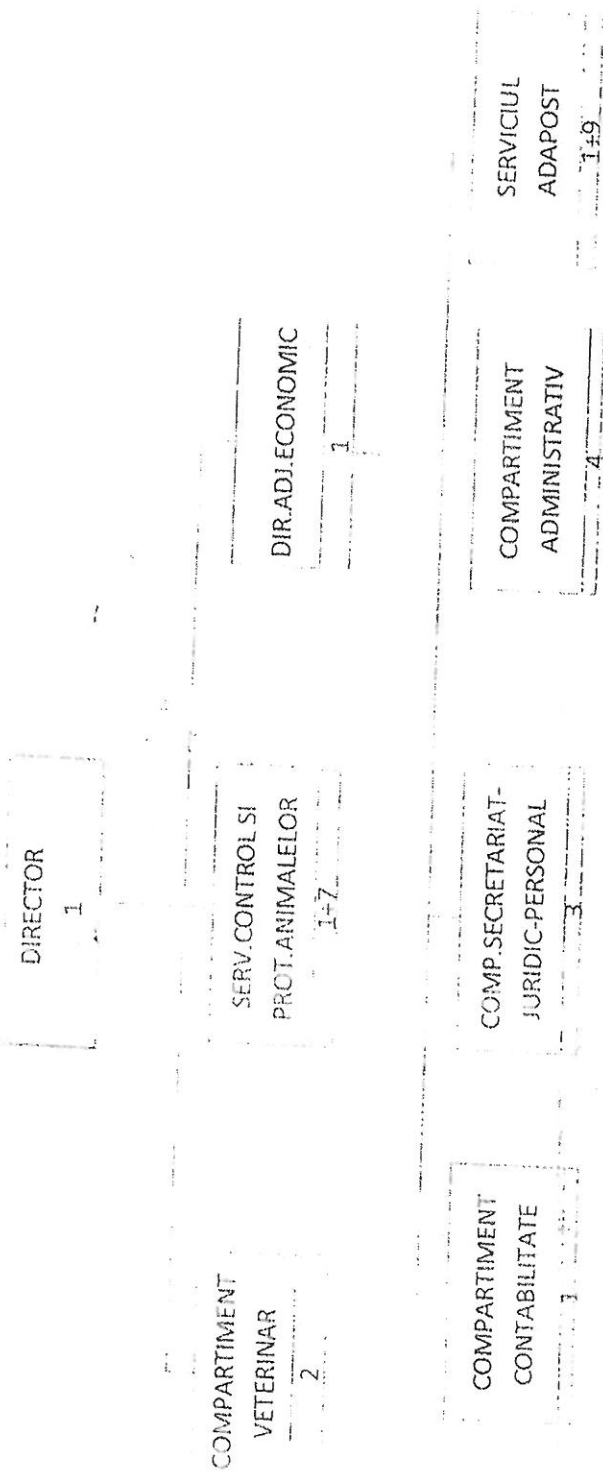 DIRECTOR
1
COMPARTIMENT
VETERINAR
2
SERV.CONTROL SI
PROT.ANIMALELOR
1+7
DIR.ADJ.ECONOMIC
1
COMPARTIMENT
CONTABILITATE
1
COMP.SECRETARIAT-
JURIDIC-PERSONAL
3
COMPARTIMENT
ADMINISTRATIV
4
SERVICIUL
ADAPOST
1+9